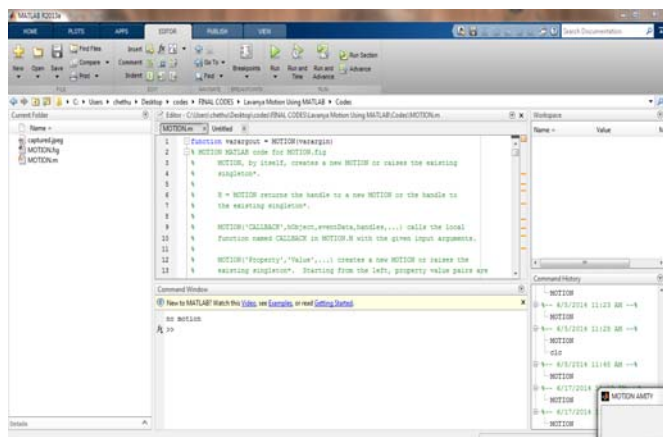 MATLAB R2013a
HOME PLOTS APPS EDITOR PUBLISH VIEW
Search Documentation
New Open Save Find Files Compare Print
Insert Comment Indent
Go To Find
Breakpoints
Run Run and Time Run and Advance Run Section Advance
FILE EDIT NAVIGATE BREAKPOINTS RUN
C: Users chethu Desktop codes FINAL CODES Lavanya Motion Using MATLAB Codes
Current Folder
Name
captured.jpeg
MOTION.fig
MOTION.m
Details
Editor - C:\Users\chethu\Desktop\codes\FINAL CODES\Lavanya Motion Using MATLAB\Codes\MOTION.m
MOTION.m Untitled
1 function varargout = MOTION(varargin)
2 % MOTION MATLAB code for MOTION.fig
3 % MOTION, by itself, creates a new MOTION or raises the existing
4 % singleton*.
5 %
6 % H = MOTION returns the handle to a new MOTION or the handle to
7 % the existing singleton*.
8 %
9 % MOTION('CALLBACK',hObject,eventData,handles,...) calls the local
10 % function named CALLBACK in MOTION.M with the given input arguments.
11 %
12 % MOTION('Property','Value',...) creates a new MOTION or raises the
13 % existing singleton*. Starting from the left, property value pairs are
Command Window
New to MATLAB? Watch this Video, see Examples, or read Getting Started.
no motion
fx >>
Workspace
Name Value
Command History
MOTION
%-- 6/5/2014 11:23 AM --%
MOTION
%-- 6/5/2014 11:28 AM --%
MOTION
clc
%-- 6/5/2014 11:40 AM --%
MOTION
%-- 6/17/2014
MOTION
%-- 6/17/2014
MOTION
MOTION AMITY